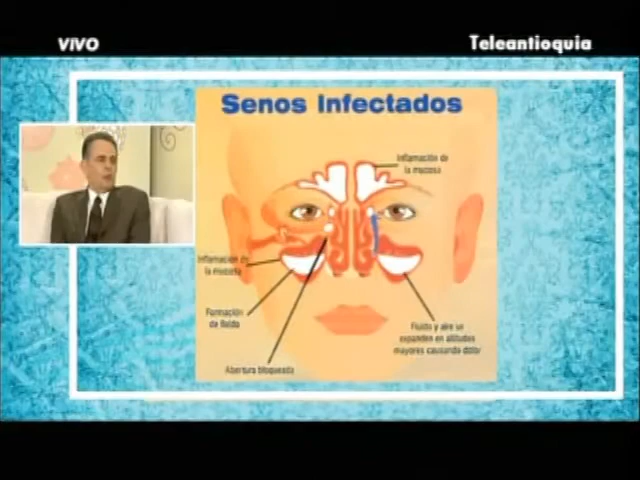 VIVO
Teleantioquia
Senos Infectados
Inflamación de
la mucosa
Inflamación de
la mucosa
Formación
de fluido
Abertura bloqueada
Fluido y aire se
expanden en altitudes
mayores causando dolor